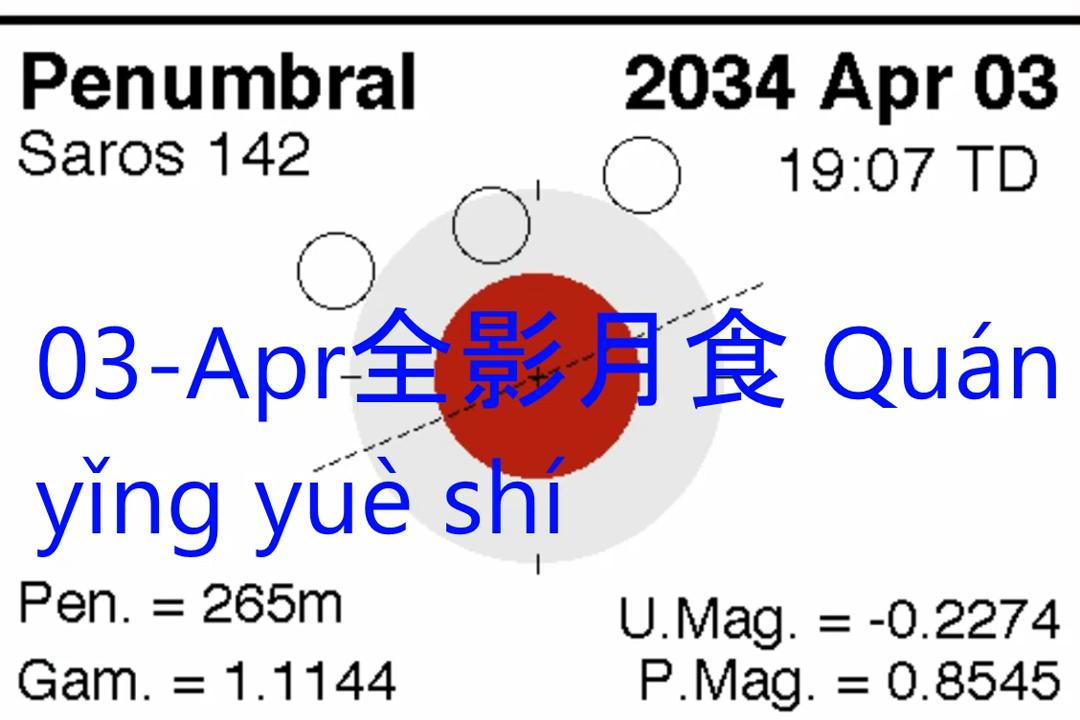 Penumbral 2034 Apr 03
Saros 142 19:07 TD
03-Apr全影月食 Quán
yǐng yuè shí
Pen. = 265m U.Mag. = -0.2274
Gam. = 1.1144 P.Mag. = 0.8545